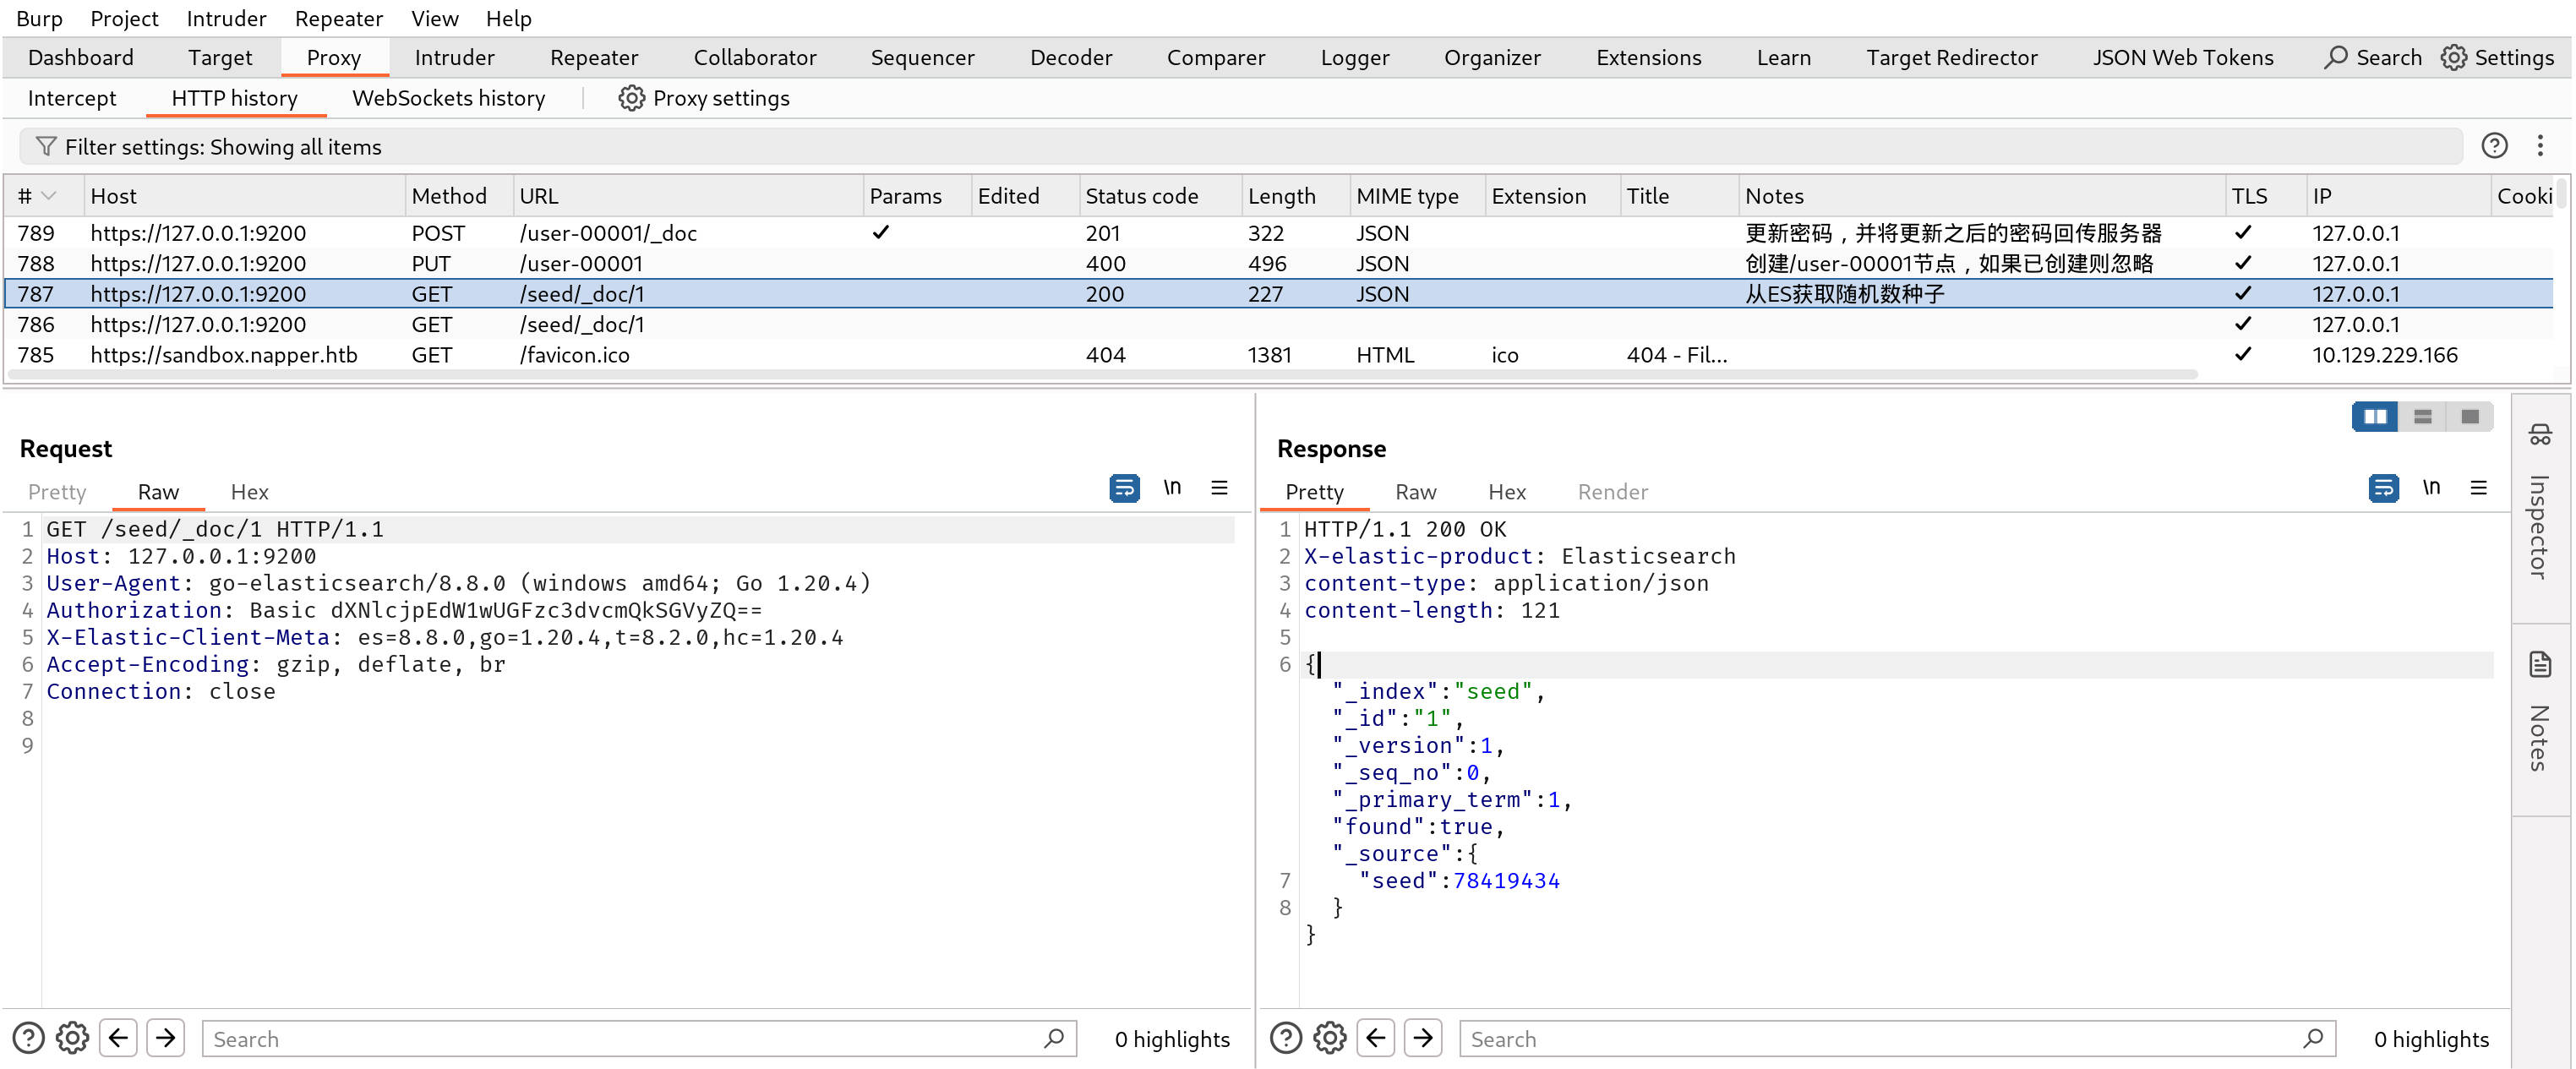 Burp Project Intruder Repeater View Help
Dashboard Target Proxy Intruder Repeater Collaborator Sequencer Decoder Comparer Logger Organizer Extensions Learn Target Redirector JSON Web Tokens Search Settings
Intercept HTTP history WebSockets history Proxy settings
Filter settings: Showing all items
# Host Method URL Params Edited Status code Length MIME type Extension Title Notes TLS IP Cooki
789 https://127.0.0.1:9200 POST /user-00001/_doc ✓ 201 322 JSON 更新密码，并将更新之后的密码回传服务器 ✓ 127.0.0.1
788 https://127.0.0.1:9200 PUT /user-00001 400 496 JSON 创建/user-00001节点，如果已创建则忽略 ✓ 127.0.0.1
787 https://127.0.0.1:9200 GET /seed/_doc/1 200 227 JSON 从ES获取随机数种子 ✓ 127.0.0.1
786 https://127.0.0.1:9200 GET /seed/_doc/1 ✓ 127.0.0.1
785 https://sandbox.napper.htb GET /favicon.ico 404 1381 HTML ico 404 - Fil... ✓ 10.129.229.166
Request
Pretty Raw Hex \n
1 GET /seed/_doc/1 HTTP/1.1
2 Host: 127.0.0.1:9200
3 User-Agent: go-elasticsearch/8.8.0 (windows amd64; Go 1.20.4)
4 Authorization: Basic dXNlcjpEdW1wUGFzc3dvcmQkSGVyZQ==
5 X-Elastic-Client-Meta: es=8.8.0,go=1.20.4,t=8.2.0,hc=1.20.4
6 Accept-Encoding: gzip, deflate, br
7 Connection: close
8
9
Search 0 highlights
Response
Pretty Raw Hex Render \n
1 HTTP/1.1 200 OK
2 X-elastic-product: Elasticsearch
3 content-type: application/json
4 content-length: 121
5
6 {
"_index":"seed",
"_id":"1",
"_version":1,
"_seq_no":0,
"_primary_term":1,
"found":true,
"_source":{
7 "seed":78419434
8 }
}
Search 0 highlights
Inspector
Notes